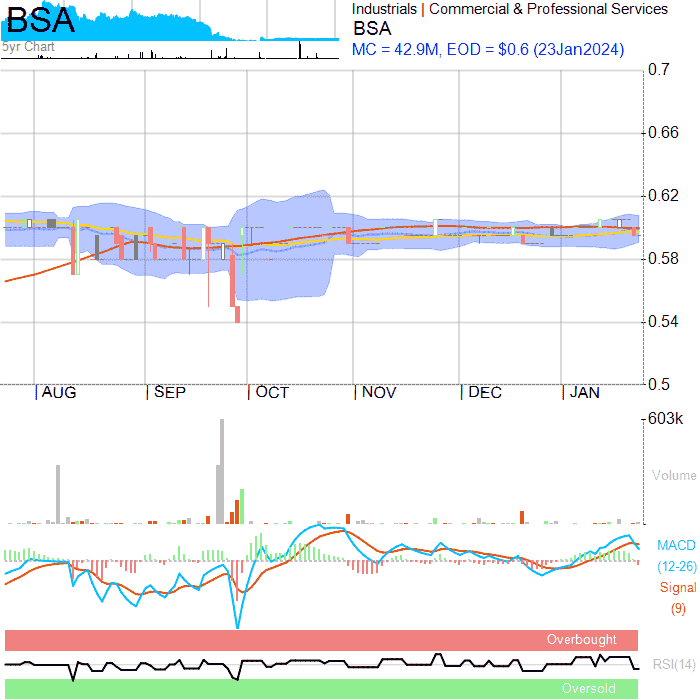 BSA
5yr Chart
Industrials | Commercial & Professional Services
BSA
MC = 42.9M, EOD = $0.6 (23Jan2024)
0.7
0.66
0.62
0.58
0.54
0.5
AUG SEP OCT NOV DEC JAN
603k
Volume
MACD
(12-26)
Signal
(9)
Overbought
RSI(14)
Oversold